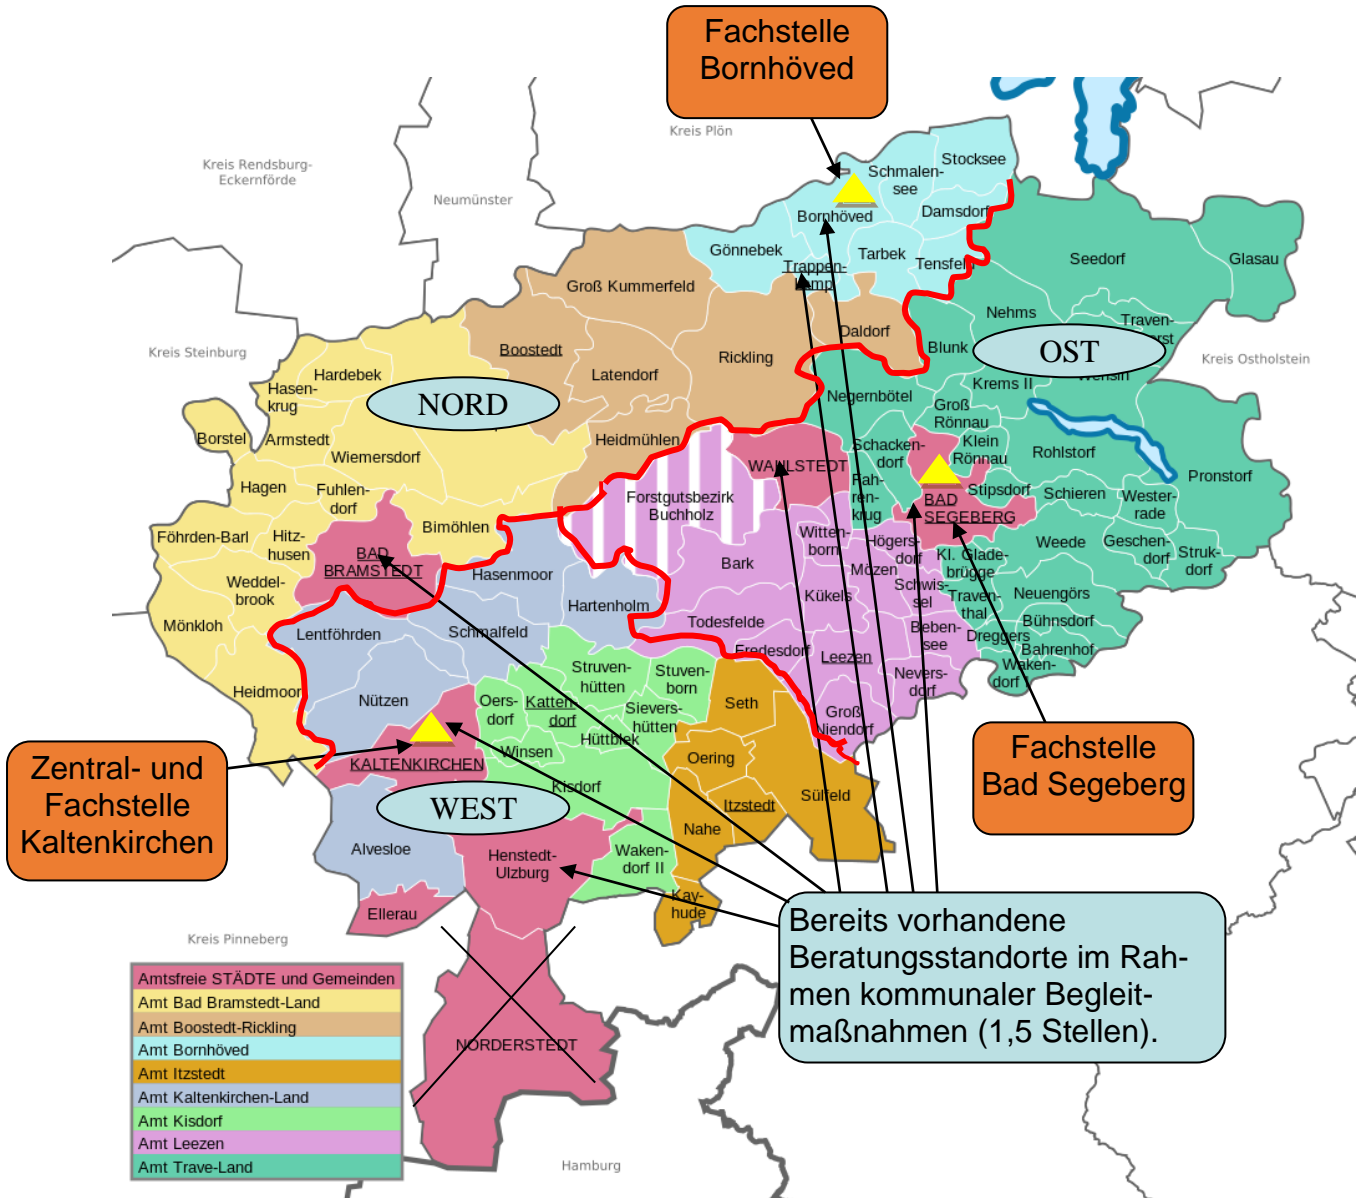 Fachstelle
Bornhöved
Kreis Plön
Kreis Rendsburg-
Eckernförde
Neumünster
Kreis Steinburg
Kreis Ostholstein
Kreis Pinneberg
Hamburg
Stocksee
Schmalen-
see
Damsdorf
Bornhöved
Gönnebek
Tarbek
Trappen-
kamp
Tensfeld
Seedorf
Glasau
Groß Kummerfeld
Nehms
Traven-
Daldorf
Blunk
OST
Boostedt
Rickling
Latendorf
Hardebek
Hasen-
krug
NORD
Krems II
Wensin
Negernbötel
Groß
Rönnau
Borstel
Armstedt
Heidmühlen
Wiemersdorf
Schacken-
dorf
Klein
Rönnau
Rohlstorf
WAHLSTEDT
Pronstorf
Hagen
Fuhlen-
dorf
Forstgutsbezirk
Buchholz
Fah-
ren-
krug
BAD
SEGEBERG
Stipsdorf
Schieren
Wester-
rade
Föhrden-Barl
Hitz-
husen
Bimöhlen
BAD
BRAMSTEDT
Witten-
born
Högers-
dorf
Weede
Geschen-
dorf
Struk-
dorf
Kl. Glade-
brügge
Weddel-
brook
Hasenmoor
Bark
Mözen
Schwis-
sel
Traven-
thal
Neuengörs
Hartenholm
Kükels
Mönkloh
Lentföhrden
Schmalfeld
Todesfelde
Beben-
see
Bühnsdorf
Dreggers
Bahrenhof
Fredesdorf
Leezen
Waken-
dorf I
Struven-
hütten
Stuven-
born
Heidmoor
Nützen
Oers-
dorf
Katten-
dorf
Sievers-
hütten
Seth
Nevers-
dorf
Groß
Niendorf
Hüttblek
Winsen
Oering
KALTENKIRCHEN
Fachstelle
Bad Segeberg
Zentral- und
Fachstelle
Kaltenkirchen
Kisdorf
WEST
Itzstedt
Sülfeld
Nahe
Alvesloe
Henstedt-
Ulzburg
Waken-
dorf II
Kay-
hude
Ellerau
NORDERSTEDT
Bereits vorhandene
Beratungsstandorte im Rah-
men kommunaler Begleit-
maßnahmen (1,5 Stellen).
Amtsfreie STÄDTE und Gemeinden
Amt Bad Bramstedt-Land
Amt Boostedt-Rickling
Amt Bornhöved
Amt Itzstedt
Amt Kaltenkirchen-Land
Amt Kisdorf
Amt Leezen
Amt Trave-Land